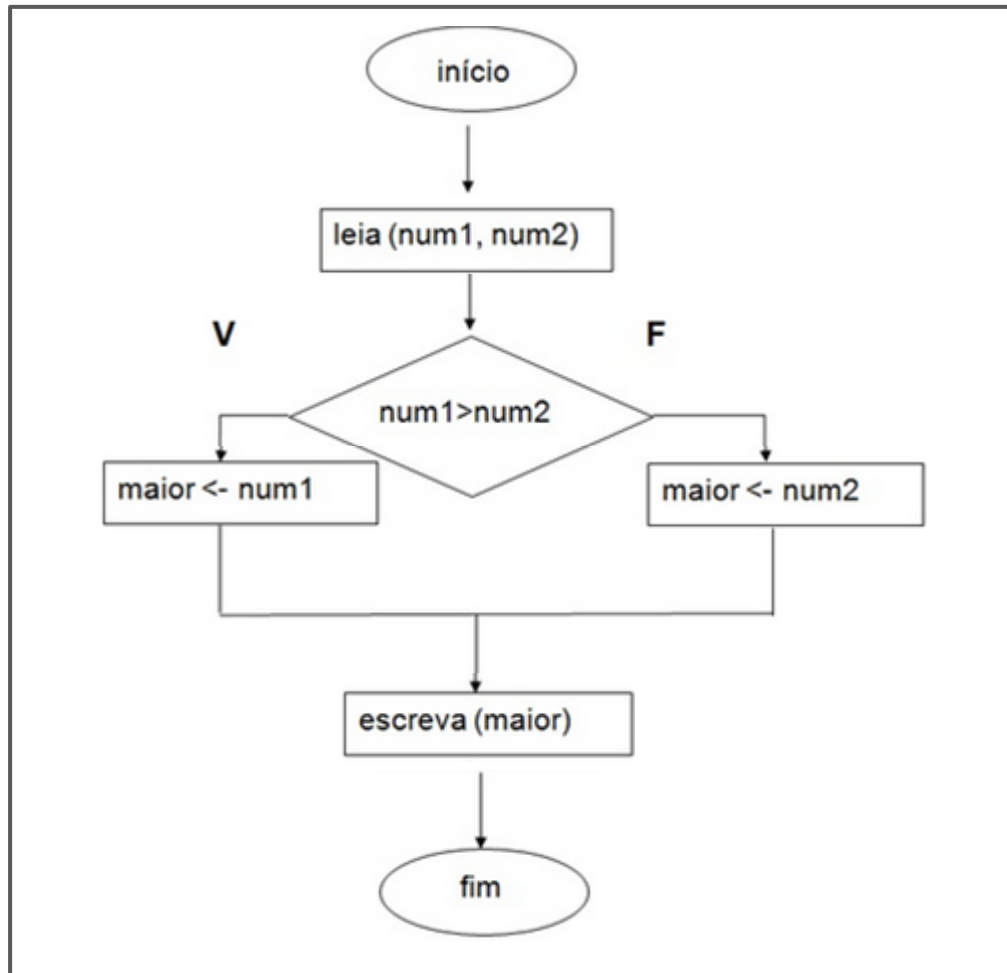 início
leia (num1, num2)
V
F
num1>num2
maior <- num1
maior <- num2
escreva (maior)
fim